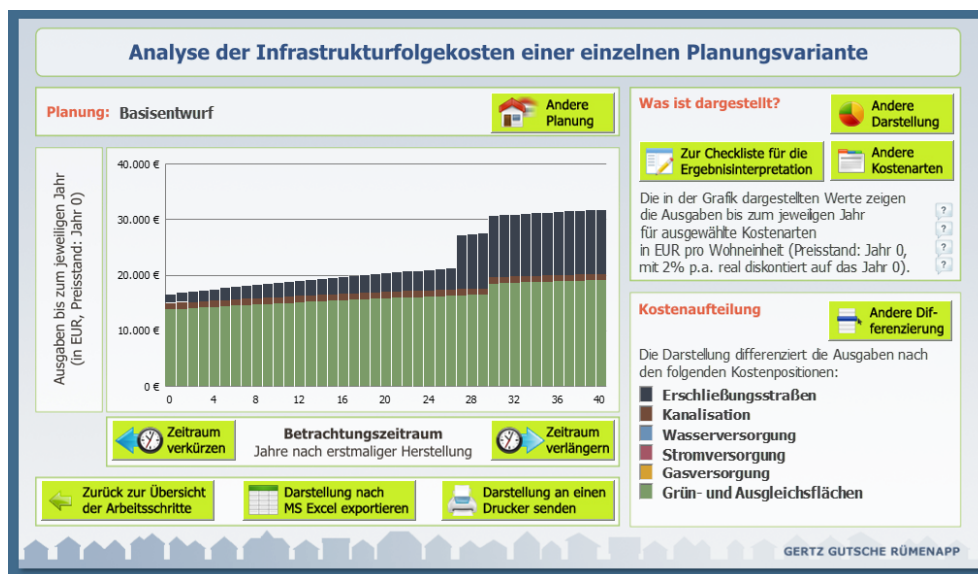 Analyse der Infrastrukturfolgekosten einer einzelnen Planungsvariante
Planung: Basisentwurf
Andere
Planung
Ausgaben bis zum jeweiligen Jahr
(in EUR, Preisstand: Jahr 0)
40.000 €
30.000 €
20.000 €
10.000 €
0 €
0 4 8 12 16 20 24 28 32 36 40
Zeitraum
verkürzen
Betrachtungszeitraum
Jahre nach erstmaliger Herstellung
Zeitraum
verlängern
Zurück zur Übersicht
der Arbeitsschritte
Darstellung nach
MS Excel exportieren
Darstellung an einen
Drucker senden
Was ist dargestellt?
Andere
Darstellung
Zur Checkliste für die
Ergebnisinterpretation
Andere
Kostenarten
Die in der Grafik dargestellten Werte zeigen
die Ausgaben bis zum jeweiligen Jahr
für ausgewählte Kostenarten
in EUR pro Wohneinheit (Preisstand: Jahr 0,
mit 2% p.a. real diskontiert auf das Jahr 0).
?
?
?
?
Kostenaufteilung
Andere Dif-
ferenzierung
Die Darstellung differenziert die Ausgaben nach
den folgenden Kostenpositionen:
Erschließungsstraßen
Kanalisation
Wasserversorgung
Stromversorgung
Gasversorgung
Grün- und Ausgleichsflächen
GERTZ GUTSCHE RÜMENAPP